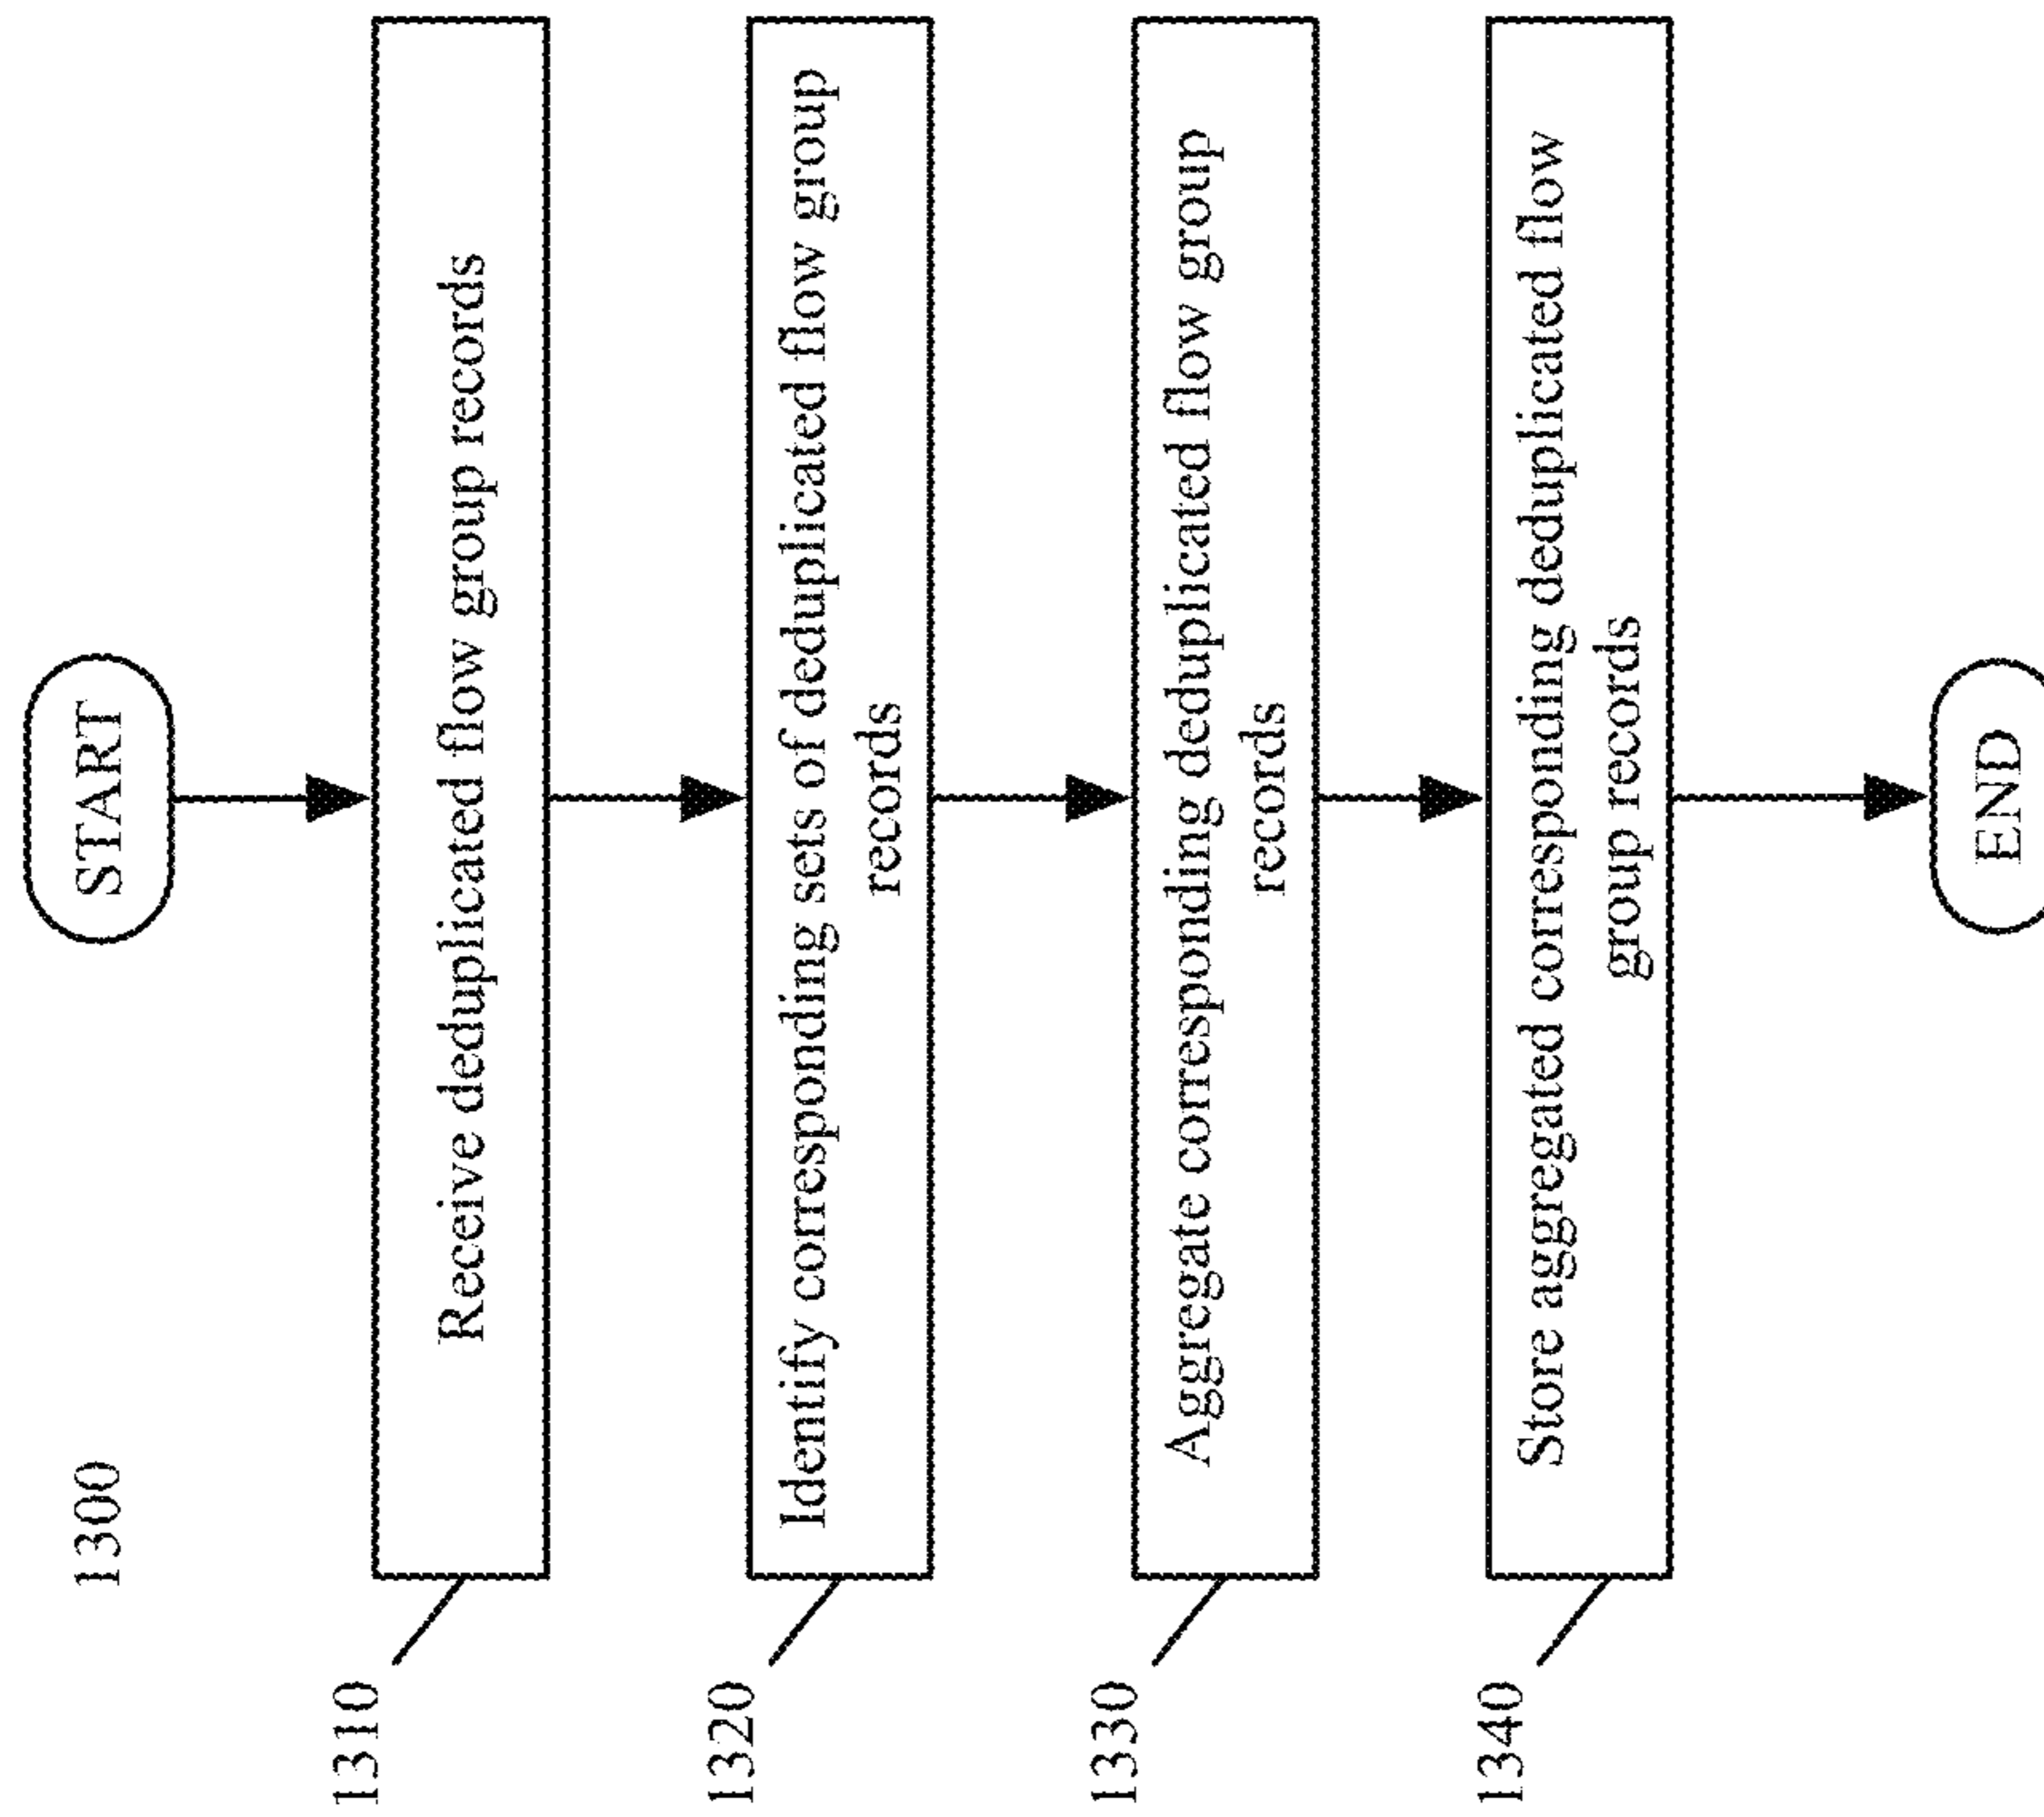 1300
START
1310
Receive deduplicated flow group records
1320
Identify corresponding sets of deduplicated flow group
records
1330
Aggregate corresponding deduplicated flow group
records
1340
Store aggregated corresponding deduplicated flow
group records
END